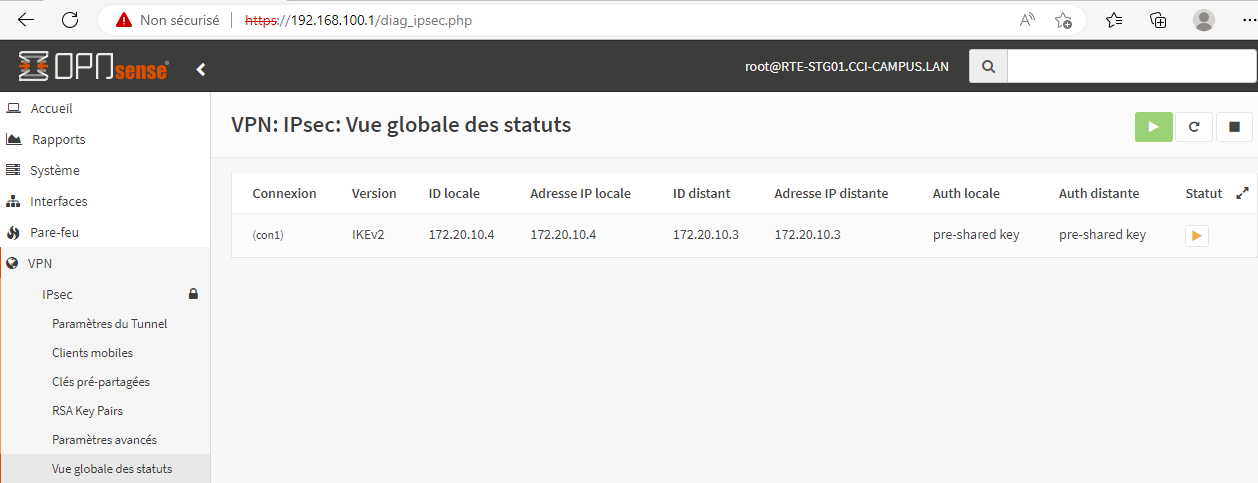 Non sécurisé
https://192.168.100.1/diag_ipsec.php
OPNsense®
root@RTE-STG01.CCI-CAMPUS.LAN
Accueil
Rapports
Système
Interfaces
Pare-feu
VPN
IPsec
Paramètres du Tunnel
Clients mobiles
Clés pré-partagées
RSA Key Pairs
Paramètres avancés
Vue globale des statuts
VPN: IPsec: Vue globale des statuts
Connexion Version ID locale Adresse IP locale ID distant Adresse IP distante Auth locale Auth distante Statut
(con1) IKEv2 172.20.10.4 172.20.10.4 172.20.10.3 172.20.10.3 pre-shared key pre-shared key